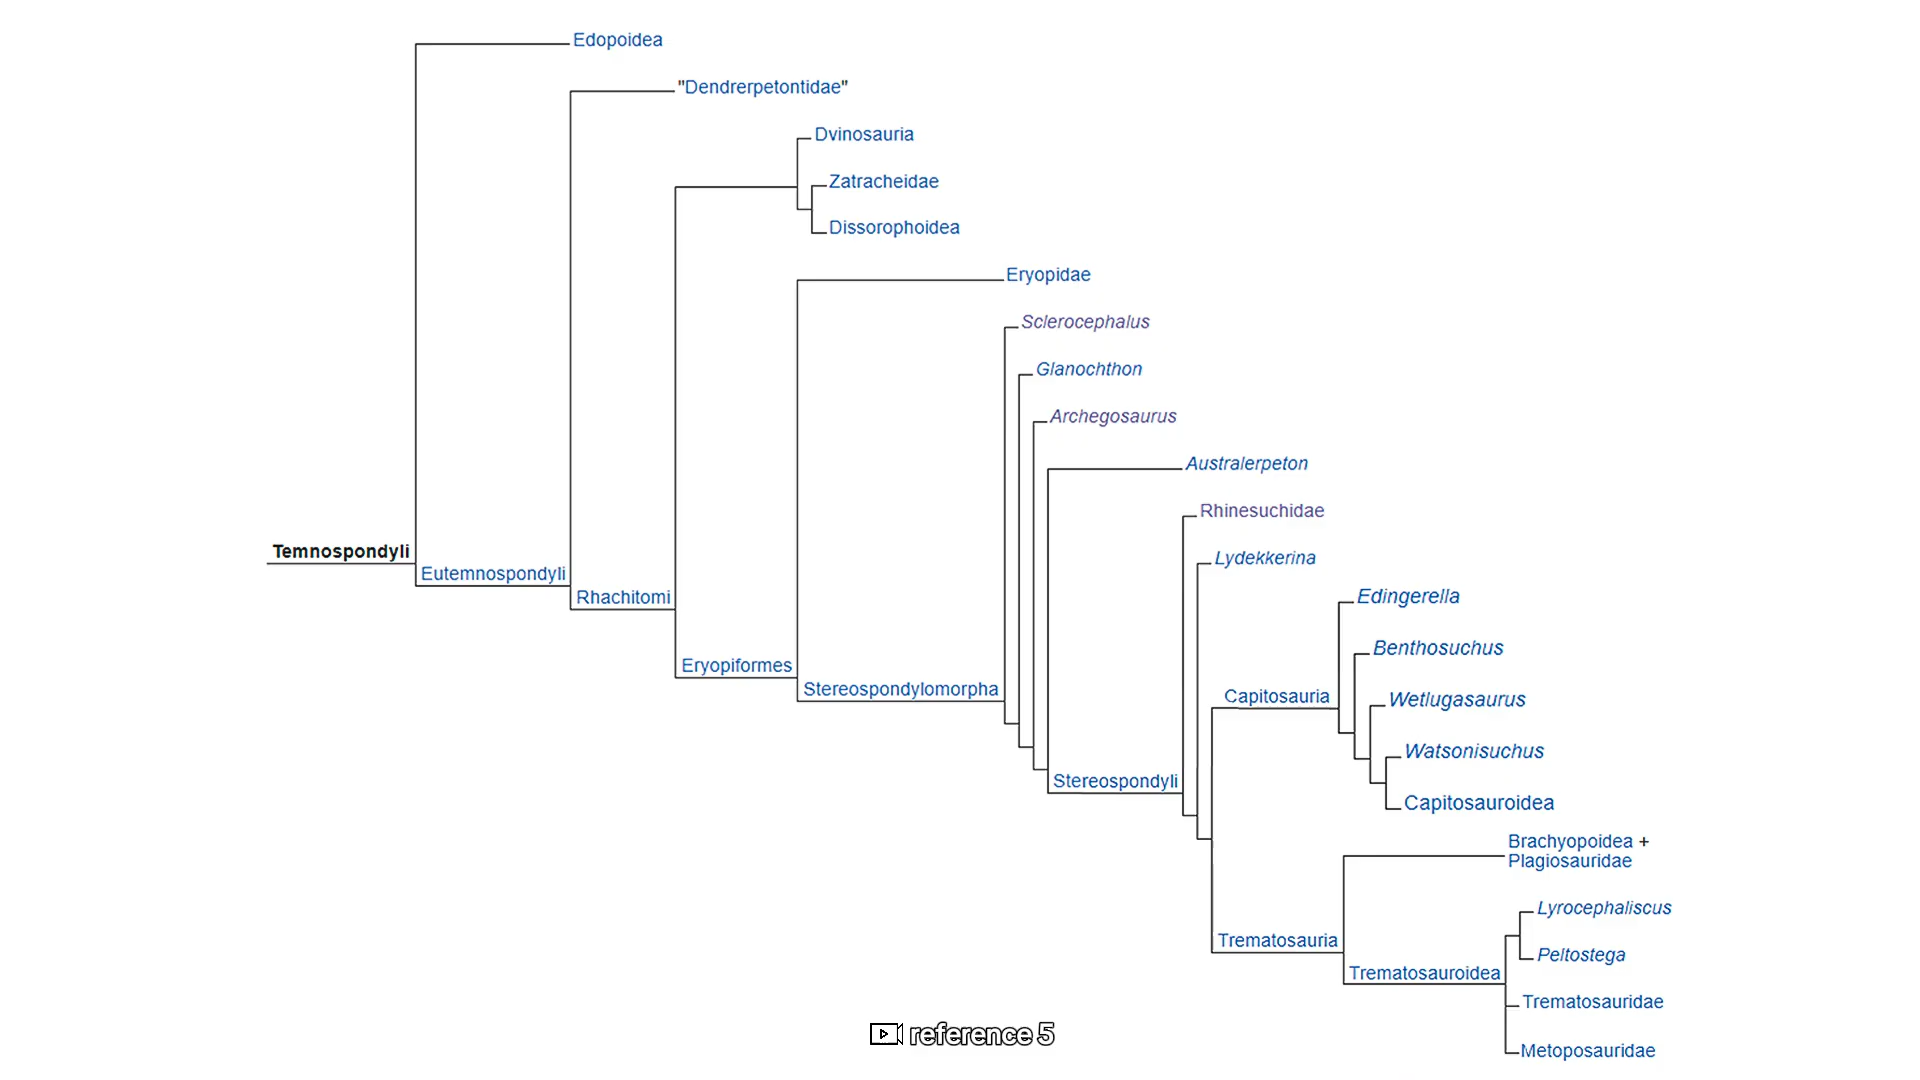 Edopoidea
"Dendrerpetontidae"
Dvinosauria
Zatracheidae
Dissorophoidea
Eryopidae
Sclerocephalus
Glanochthon
Archegosaurus
Australerpeton
Rhinesuchidae
Temnospondyli
Lydekkerina
Eutemnospondyli
Rhachitomi
Edingerella
Benthosuchus
Eryopiformes
Stereospondylomorpha
Capitosauria
Wetlugasaurus
Watsonisuchus
Stereospondyli
Capitosauroidea
Brachyopoidea +
Plagiosauridae
Lyrocephaliscus
Trematosauria
Peltostega
Trematosauroidea
Trematosauridae
reference 5
Metoposauridae